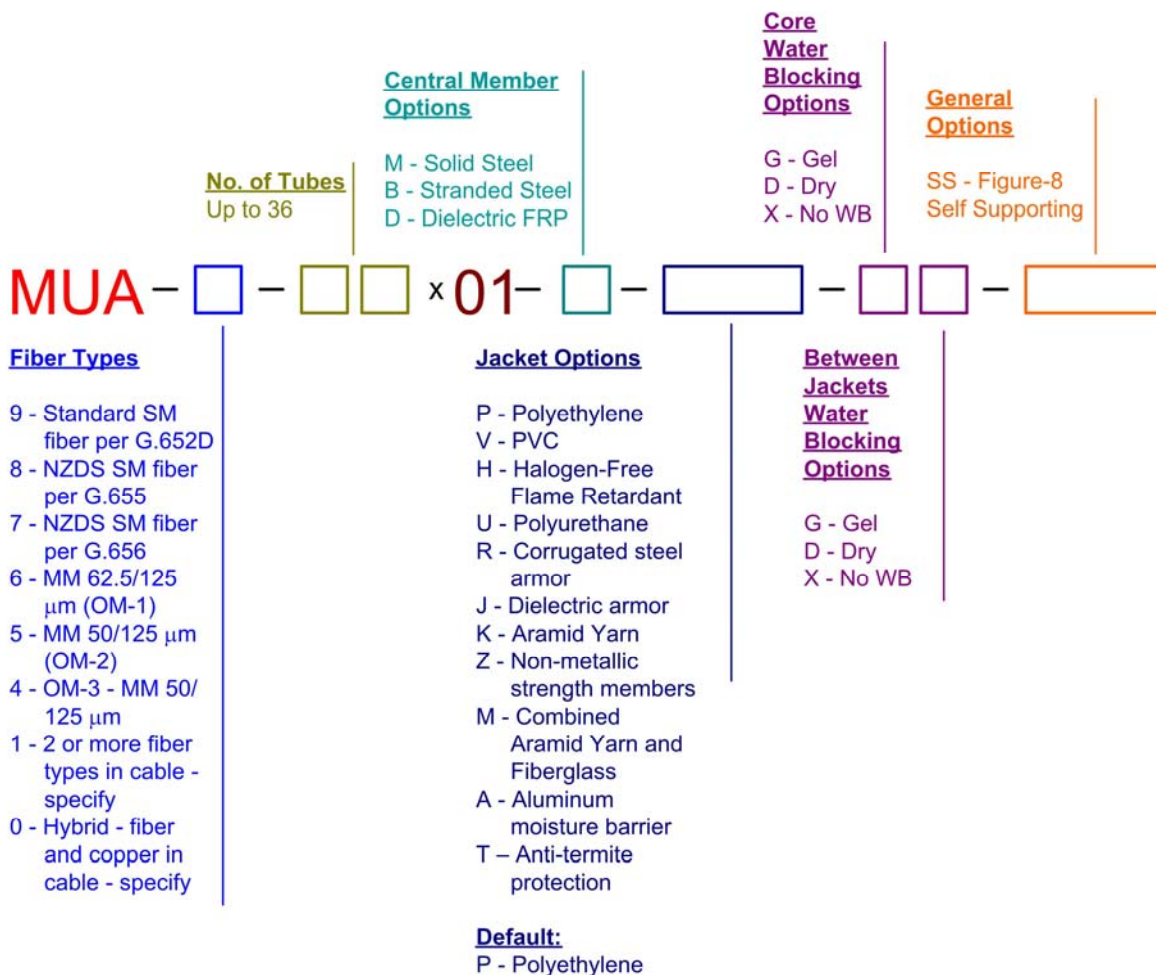 Core
Water
Blocking
Options
G - Gel
D - Dry
X - No WB
Central Member
Options
M - Solid Steel
B - Stranded Steel
D - Dielectric FRP
General
Options
SS - Figure-8
Self Supporting
No. of Tubes
Up to 36
MUA – – x 01 – – – –
Fiber Types
9 - Standard SM
fiber per G.652D
8 - NZDS SM fiber
per G.655
7 - NZDS SM fiber
per G.656
6 - MM 62.5/125
μm (OM-1)
5 - MM 50/125 μm
(OM-2)
4 - OM-3 - MM 50/
125 μm
1 - 2 or more fiber
types in cable -
specify
0 - Hybrid - fiber
and copper in
cable - specify
Jacket Options
P - Polyethylene
V - PVC
H - Halogen-Free
Flame Retardant
U - Polyurethane
R - Corrugated steel
armor
J - Dielectric armor
K - Aramid Yarn
Z - Non-metallic
strength members
M - Combined
Aramid Yarn and
Fiberglass
A - Aluminum
moisture barrier
T – Anti-termite
protection
Default:
P - Polyethylene
Between
Jackets
Water
Blocking
Options
G - Gel
D - Dry
X - No WB